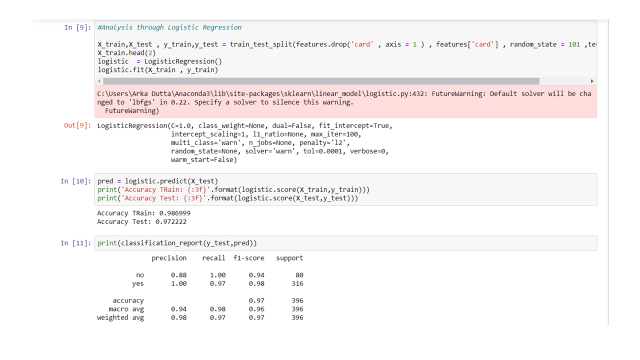 In [9]: #Analysis through Logistic Regression
X_train,X_test , y_train,y_test = train_test_split(features.drop('card' , axis = 1 ) , features['card'] , random_state = 101 ,tes
X_train.head(2)
logistic = LogisticRegression()
logistic.fit(X_train , y_train)
C:\Users\Arka Dutta\Anaconda3\lib\site-packages\sklearn\linear_model\logistic.py:432: FutureWarning: Default solver will be cha
nged to 'lbfgs' in 0.22. Specify a solver to silence this warning.
FutureWarning)
Out[9]: LogisticRegression(C=1.0, class_weight=None, dual=False, fit_intercept=True,
intercept_scaling=1, l1_ratio=None, max_iter=100,
multi_class='warn', n_jobs=None, penalty='l2',
random_state=None, solver='warn', tol=0.0001, verbose=0,
warm_start=False)
In [10]: pred = logistic.predict(X_test)
print('Accuracy TRain: {:3f}'.format(logistic.score(X_train,y_train)))
print('Accuracy Test: {:3f}'.format(logistic.score(X_test,y_test)))
Accuracy TRain: 0.986999
Accuracy Test: 0.972222
In [11]: print(classification_report(y_test,pred))
precision recall f1-score support
no 0.88 1.00 0.94 80
yes 1.00 0.97 0.98 316
accuracy 0.97 396
macro avg 0.94 0.98 0.96 396
weighted avg 0.98 0.97 0.97 396